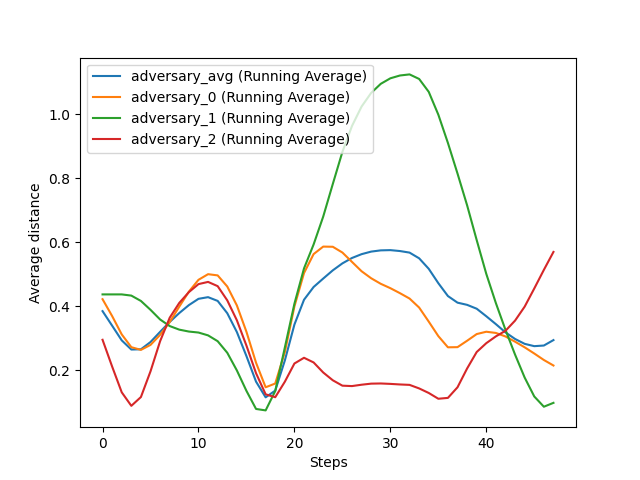 adversary_avg (Running Average)
adversary_0 (Running Average)
adversary_1 (Running Average)
adversary_2 (Running Average)
1.0
0.8
0.6
0.4
0.2
Average distance
0 10 20 30 40
Steps